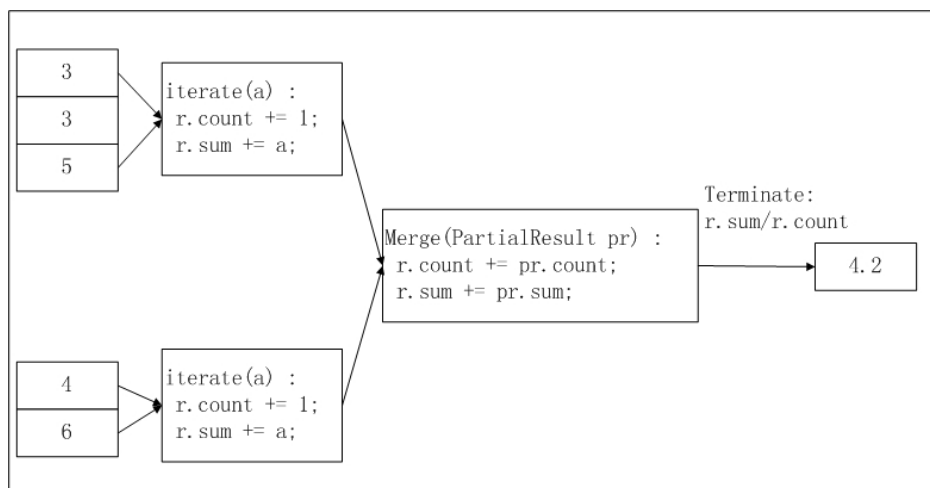 3
3
5
iterate(a) :
r.count += 1;
r.sum += a;
Merge(PartialResult pr) :
r.count += pr.count;
r.sum += pr.sum;
Terminate:
r.sum/r.count
4.2
4
6
iterate(a) :
r.count += 1;
r.sum += a;